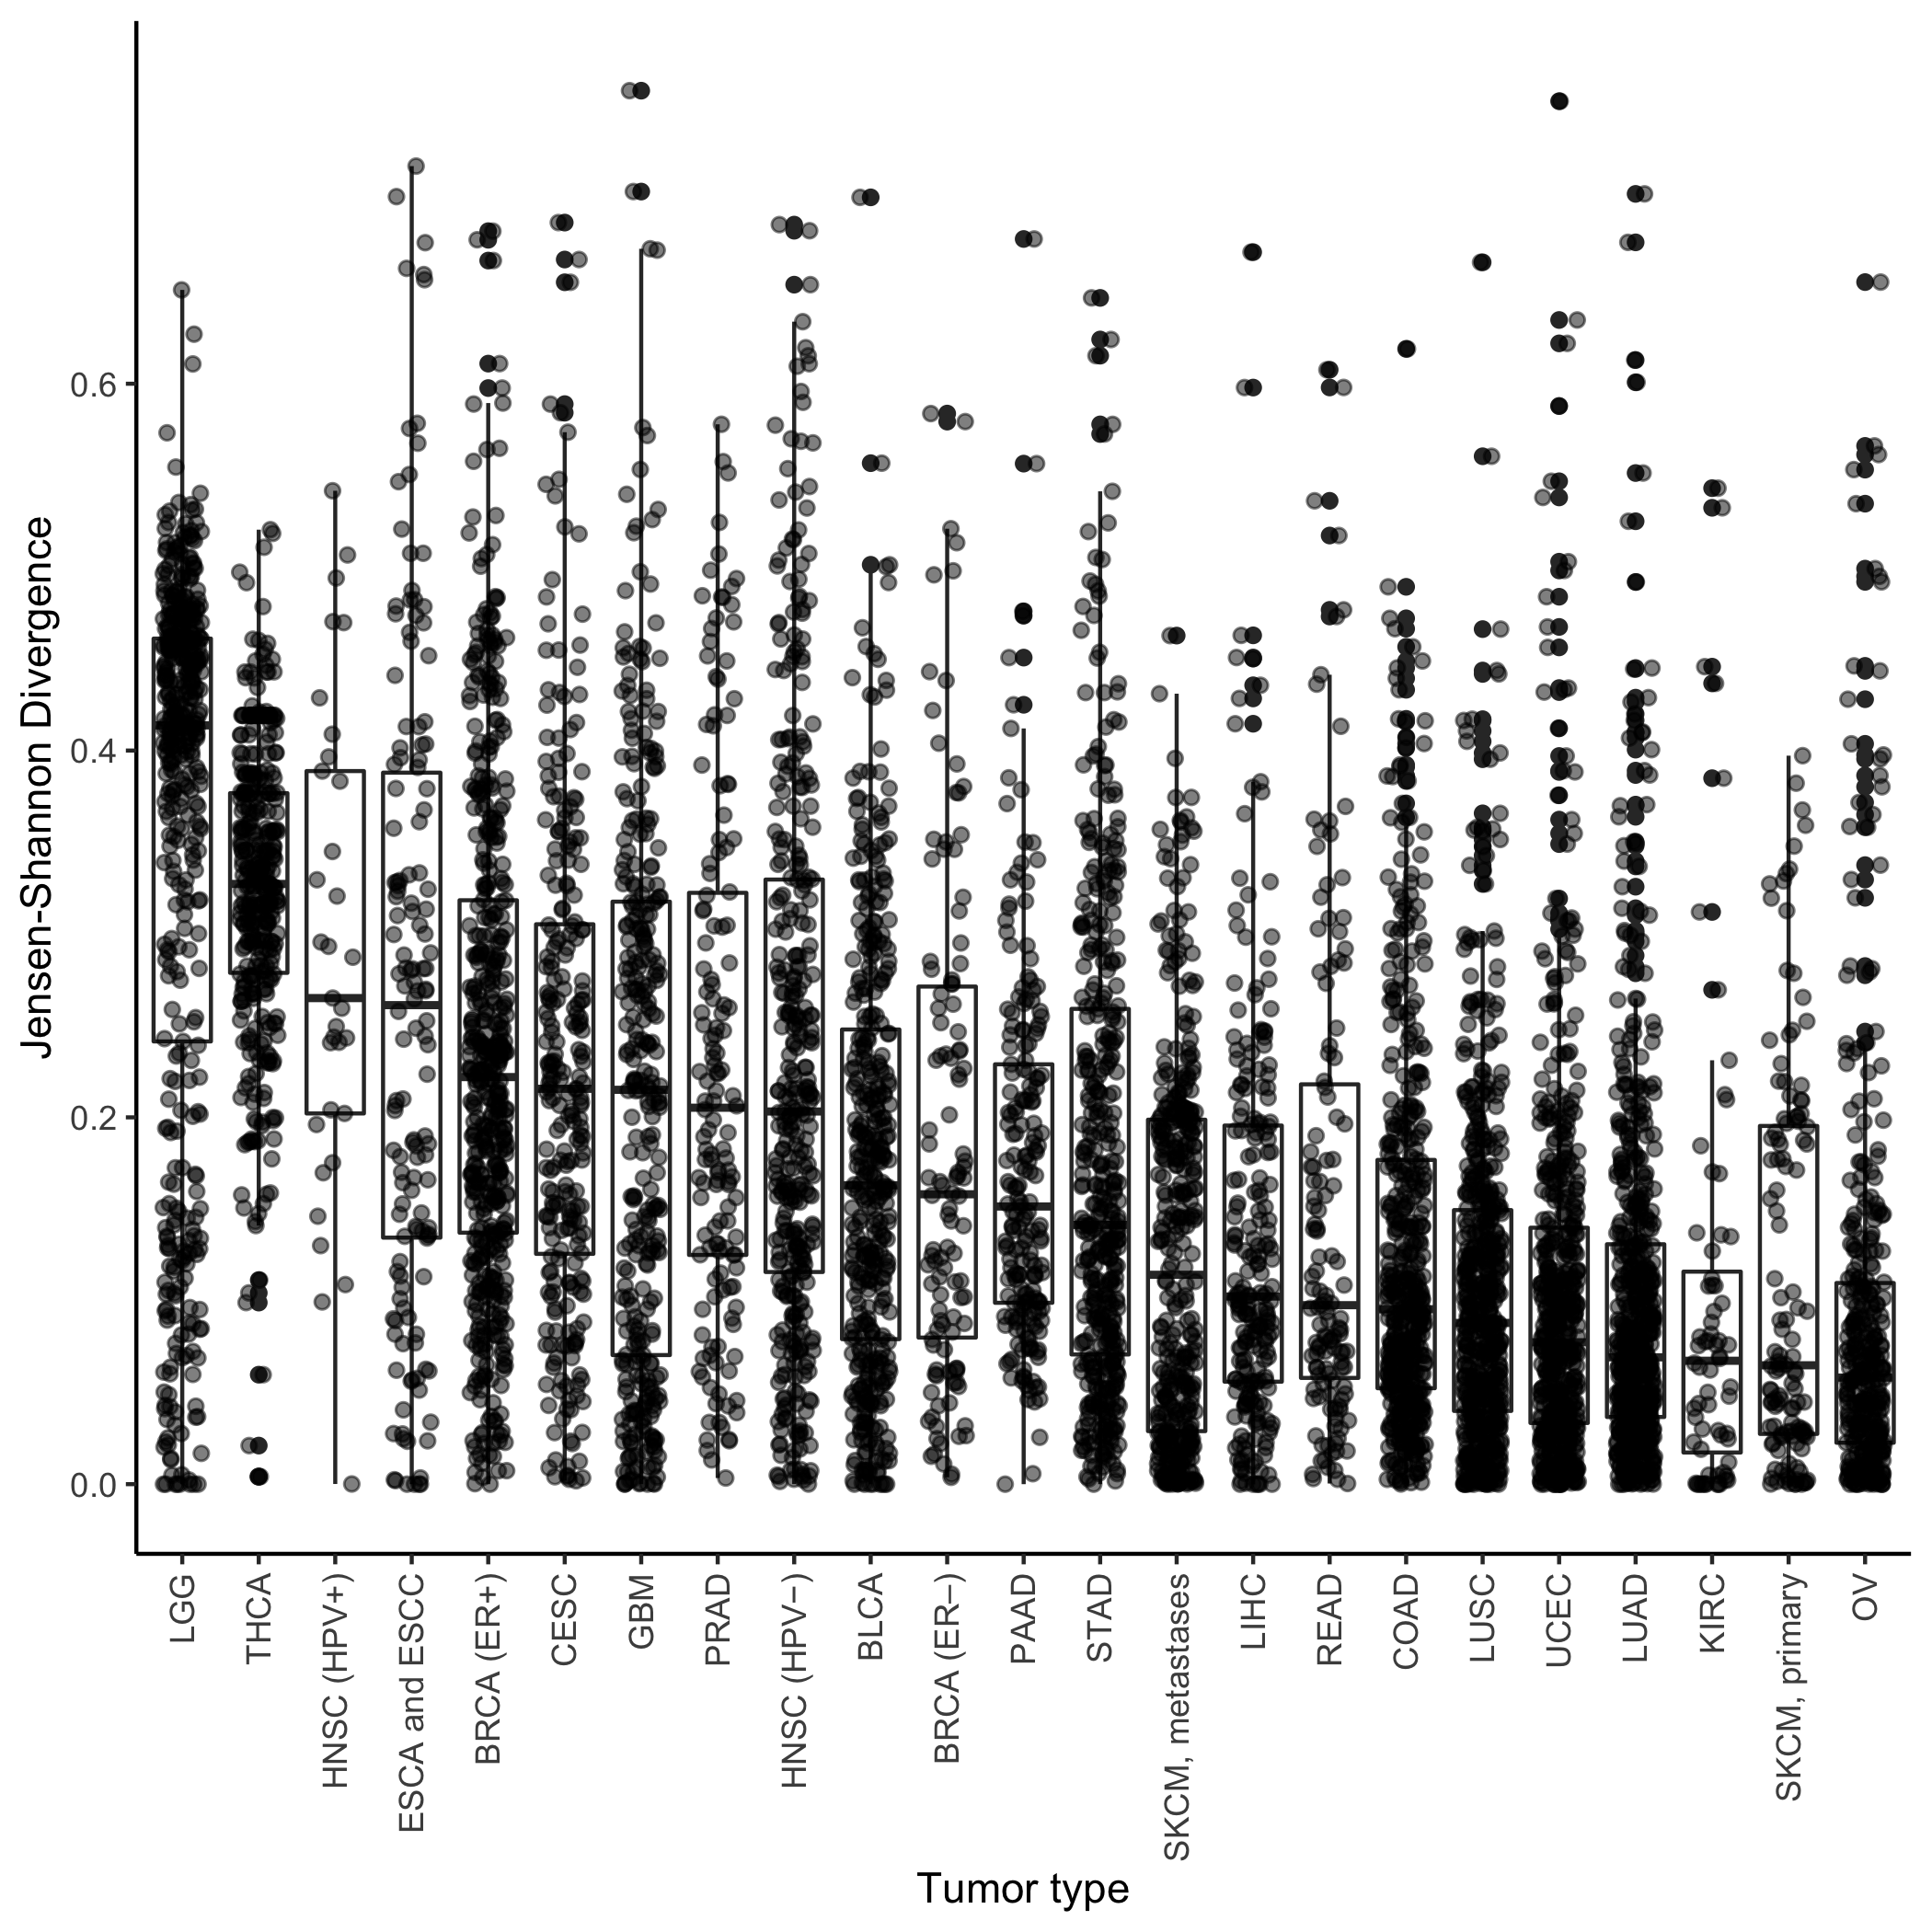 Jensen-Shannon Divergence
0.6
0.4
0.2
0.0
LGG
THCA
HNSC (HPV+)
ESCA and ESCC
BRCA (ER+)
CESC
GBM
PRAD
HNSC (HPV−)
BLCA
BRCA (ER−)
PAAD
STAD
SKCM, metastases
LIHC
READ
COAD
LUSC
UCEC
LUAD
KIRC
SKCM, primary
OV
Tumor type